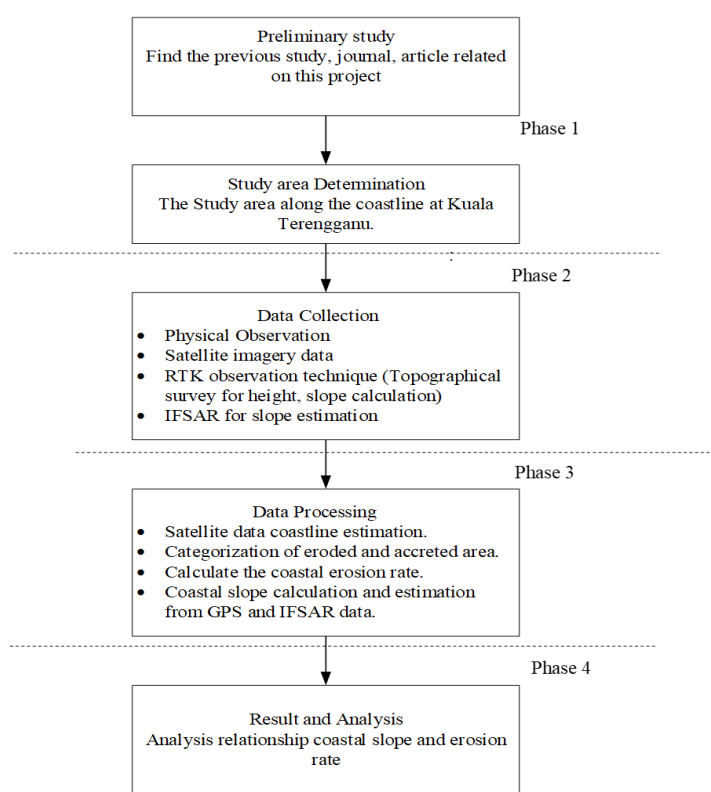 Preliminary study
Find the previous study, journal, article related
on this project
Phase 1
Study area Determination
The Study area along the coastline at Kuala
Terengganu.
:
Phase 2
Data Collection
• Physical Observation
• Satellite imagery data
• RTK observation technique (Topographical
survey for height, slope calculation)
• IFSAR for slope estimation
Phase 3
Data Processing
• Satellite data coastline estimation.
• Categorization of eroded and accreted area.
• Calculate the coastal erosion rate.
• Coastal slope calculation and estimation
from GPS and IFSAR data.
Phase 4
Result and Analysis
Analysis relationship coastal slope and erosion
rate